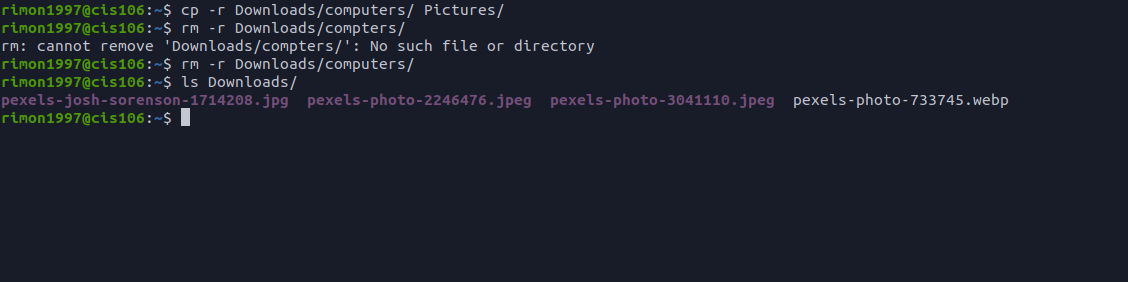 rimon1997@cis106:~$ cp -r Downloads/computers/ Pictures/
rimon1997@cis106:~$ rm -r Downloads/compters/
rm: cannot remove 'Downloads/compters/': No such file or directory
rimon1997@cis106:~$ rm -r Downloads/computers/
rimon1997@cis106:~$ ls Downloads/
pexels-josh-sorenson-1714208.jpg  pexels-photo-2246476.jpeg  pexels-photo-3041110.jpeg  pexels-photo-733745.webp
rimon1997@cis106:~$